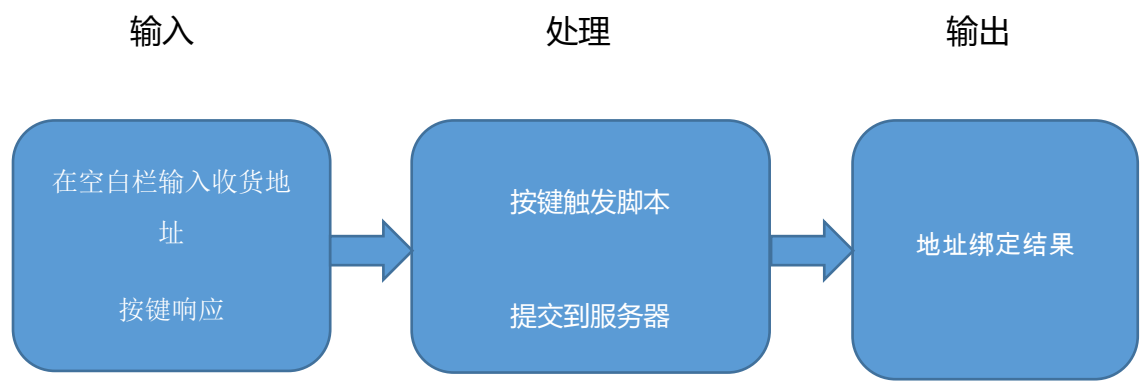 输入
处理
输出
在空白栏输入收货地
址
按键响应
按键触发脚本
提交到服务器
地址绑定结果